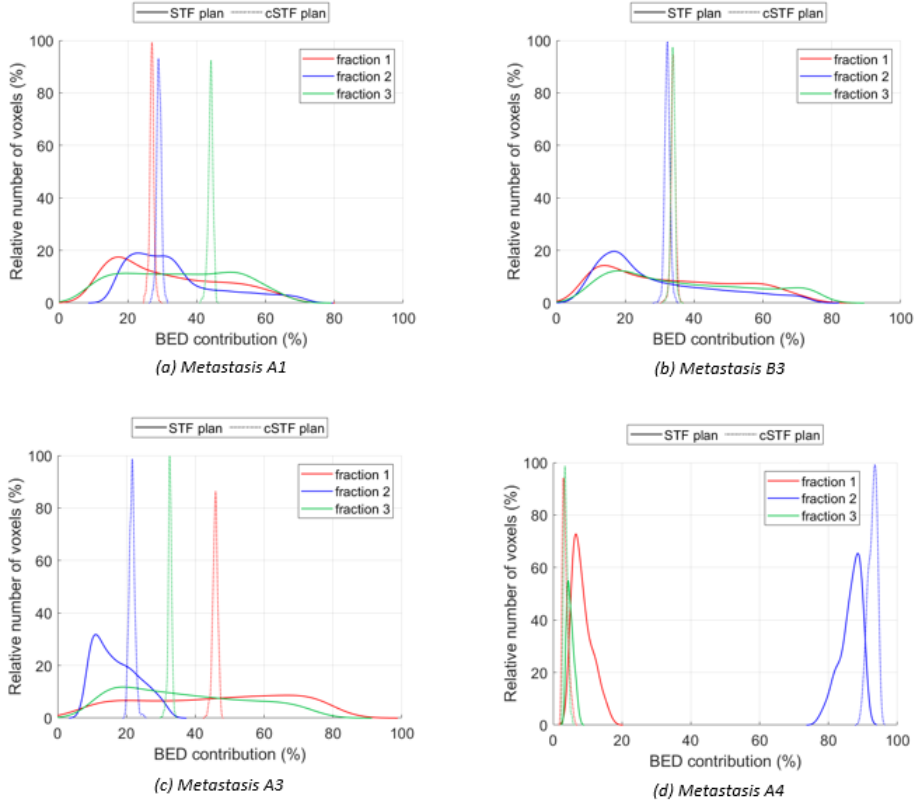 STF plan cSTF plan
100
80
60
40
20
0
Relative number of voxels (%)
fraction 1
fraction 2
fraction 3
0 20 40 60 80 100
BED contribution (%)
(a) Metastasis A1
STF plan cSTF plan
100
80
60
40
20
0
Relative number of voxels (%)
fraction 1
fraction 2
fraction 3
0 20 40 60 80 100
BED contribution (%)
(b) Metastasis B3
STF plan cSTF plan
100
80
60
40
20
0
Relative number of voxels (%)
fraction 1
fraction 2
fraction 3
0 20 40 60 80 100
BED contribution (%)
(c) Metastasis A3
STF plan cSTF plan
100
80
60
40
20
0
Relative number of voxels (%)
fraction 1
fraction 2
fraction 3
0 20 40 60 80 100
BED contribution (%)
(d) Metastasis A4